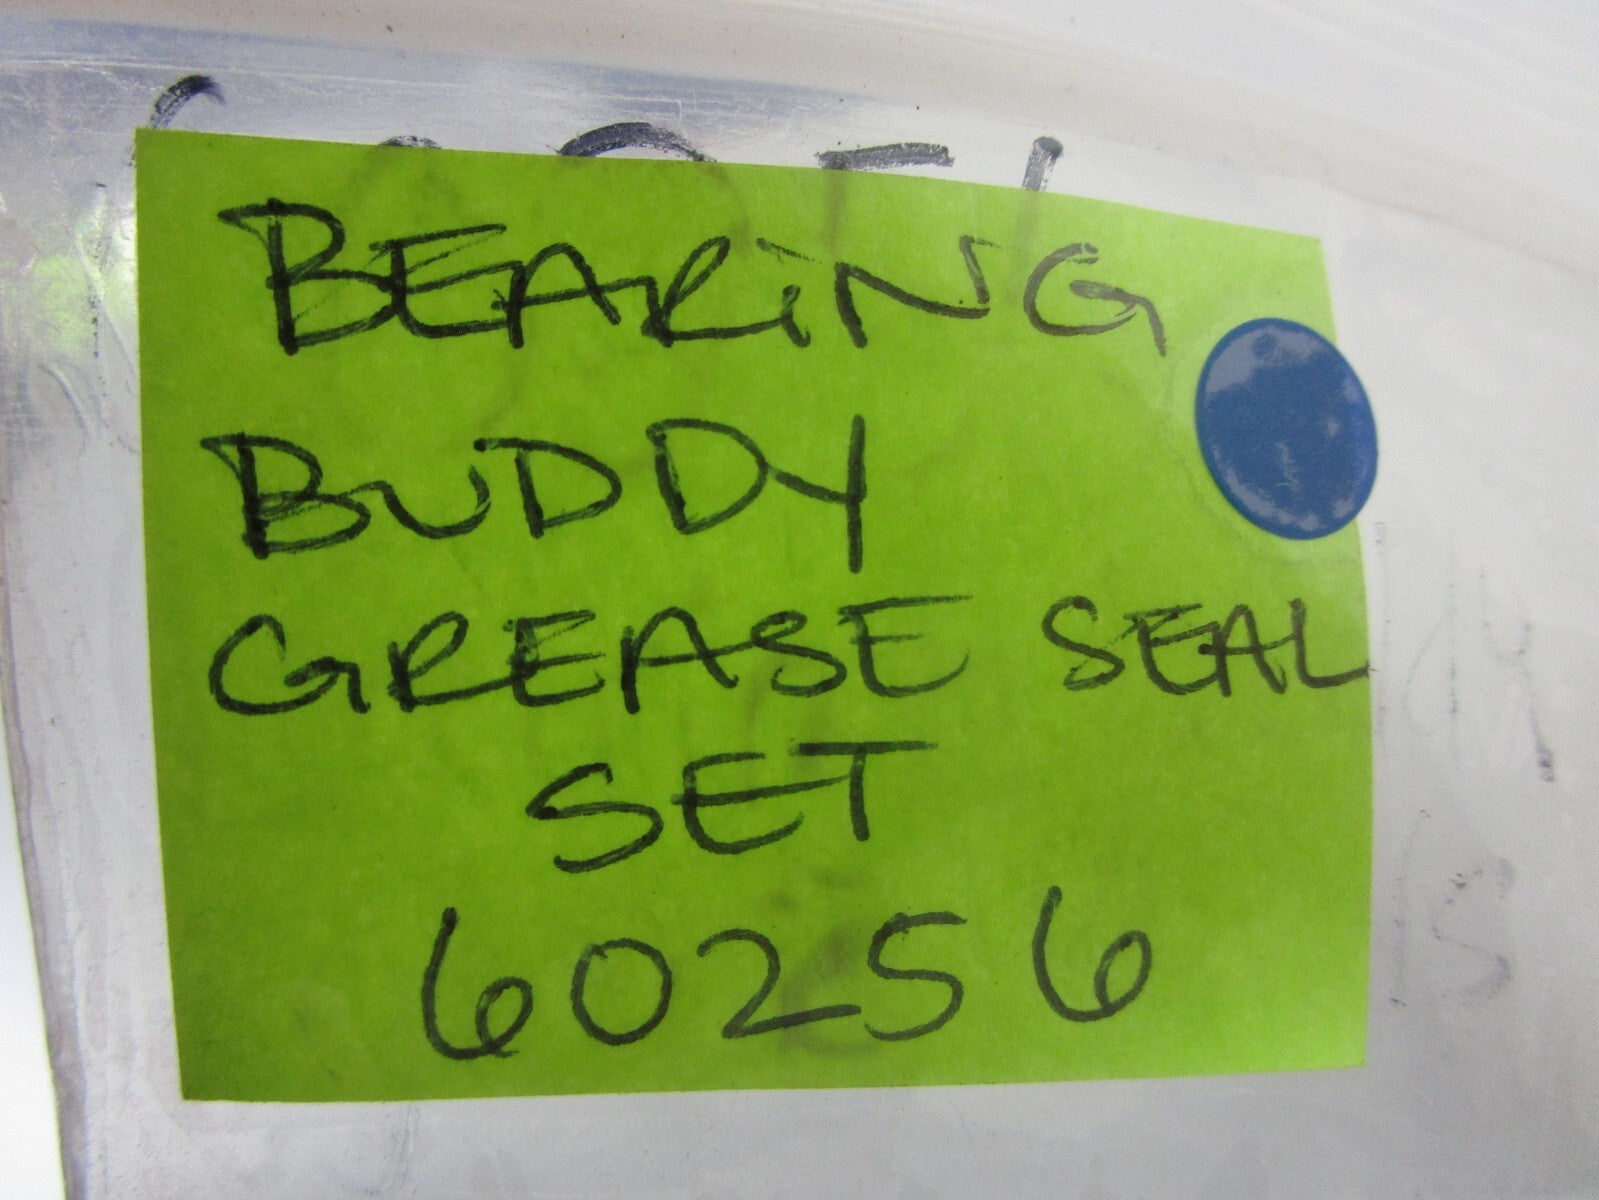 BEARiNG
BUDDY
GREASE SEAL
SET
60256